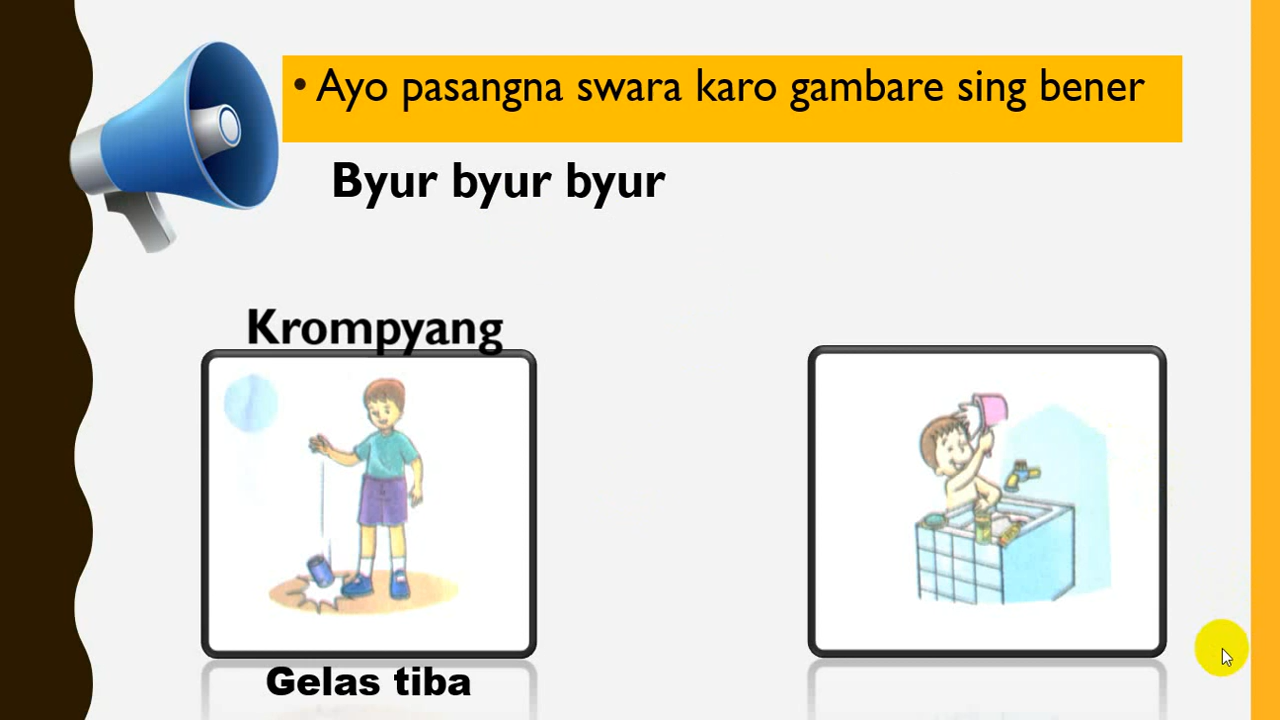 • Ayo pasangna swara karo gambare sing bener
Byur byur byur
Krompyang
Gelas tiba